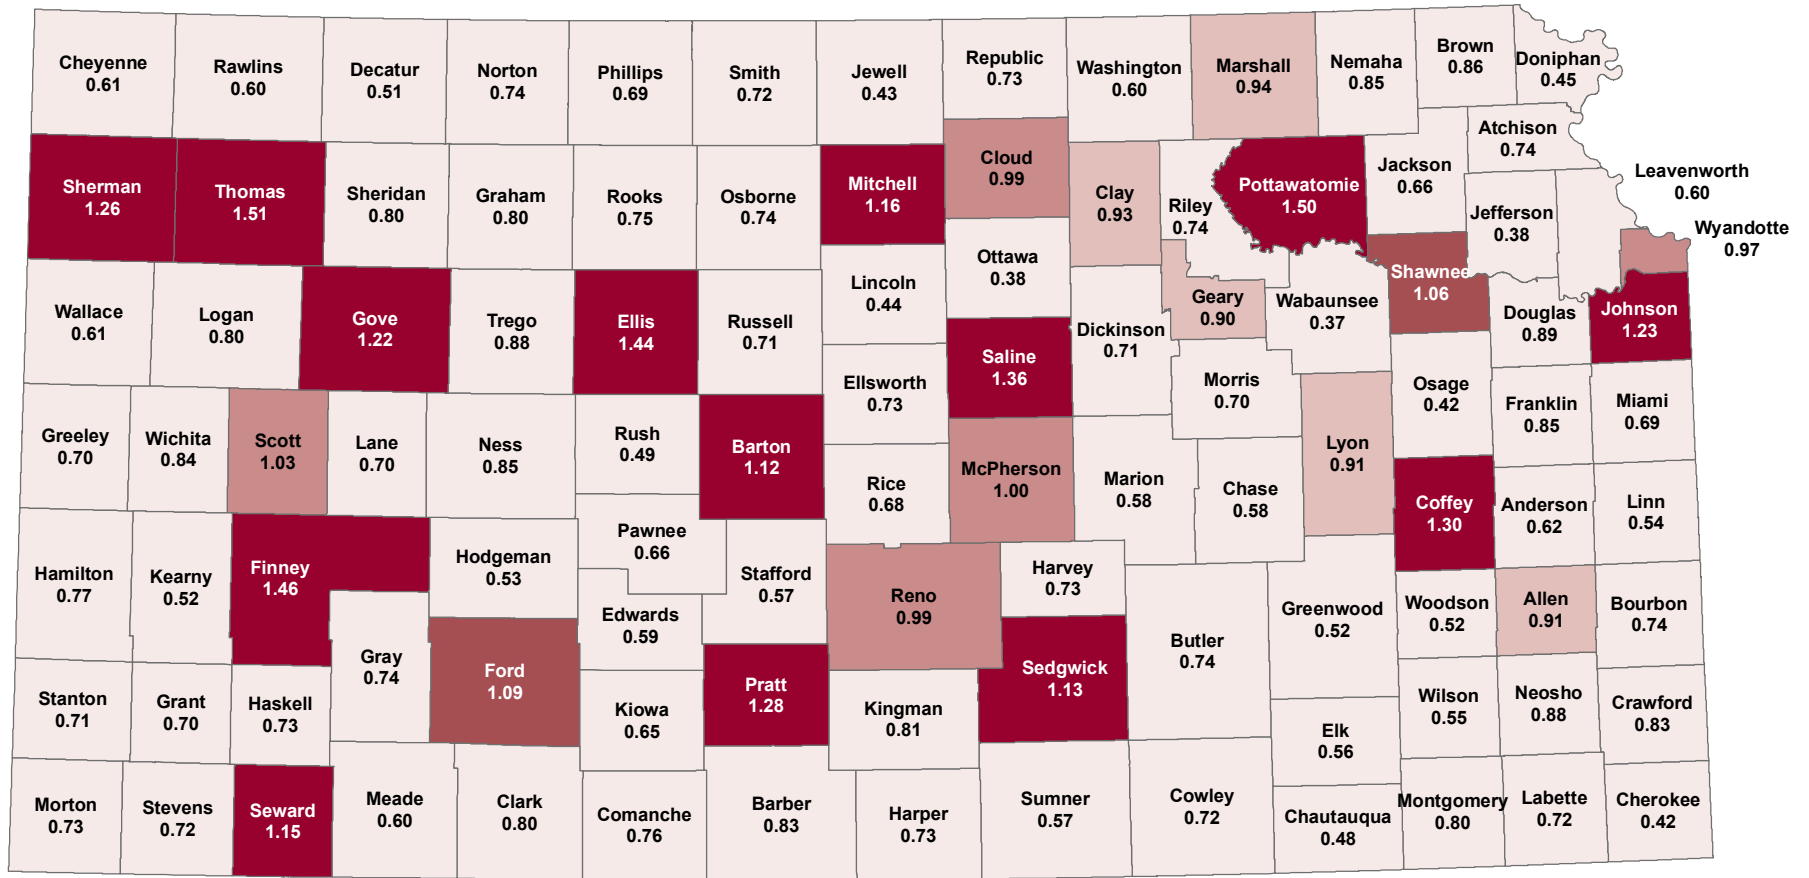 Cheyenne
0.61
Rawlins
0.60
Decatur
0.51
Norton
0.74
Phillips
0.69
Smith
0.72
Jewell
0.43
Republic
0.73
Washington
0.60
Marshall
0.94
Nemaha
0.85
Brown
0.86
Doniphan
0.45
Atchison
0.74
Sherman
1.26
Thomas
1.51
Sheridan
0.80
Graham
0.80
Rooks
0.75
Osborne
0.74
Mitchell
1.16
Cloud
0.99
Clay
0.93
Riley
0.74
Pottawatomie
1.50
Jackson
0.66
Jefferson
0.38
Leavenworth
0.60
Wyandotte
0.97
Wallace
0.61
Logan
0.80
Gove
1.22
Trego
0.88
Ellis
1.44
Russell
0.71
Lincoln
0.44
Ottawa
0.38
Saline
1.36
Dickinson
0.71
Geary
0.90
Wabaunsee
0.37
Shawnee
1.06
Douglas
0.89
Johnson
1.23
Greeley
0.70
Wichita
0.84
Scott
1.03
Lane
0.70
Ness
0.85
Rush
0.49
Barton
1.12
Ellsworth
0.73
Rice
0.68
McPherson
1.00
Marion
0.58
Morris
0.70
Chase
0.58
Lyon
0.91
Osage
0.42
Franklin
0.85
Miami
0.69
Coffey
1.30
Anderson
0.62
Linn
0.54
Hamilton
0.77
Kearny
0.52
Finney
1.46
Hodgeman
0.53
Pawnee
0.66
Stafford
0.57
Edwards
0.59
Reno
0.99
Harvey
0.73
Butler
0.74
Greenwood
0.52
Woodson
0.52
Allen
0.91
Bourbon
0.74
Stanton
0.71
Grant
0.70
Haskell
0.73
Gray
0.74
Ford
1.09
Kiowa
0.65
Pratt
1.28
Kingman
0.81
Sedgwick
1.13
Elk
0.56
Wilson
0.55
Neosho
0.88
Crawford
0.83
Morton
0.73
Stevens
0.72
Seward
1.15
Meade
0.60
Clark
0.80
Comanche
0.76
Barber
0.83
Harper
0.73
Sumner
0.57
Cowley
0.72
Chautauqua
0.48
Montgomery
0.80
Labette
0.72
Cherokee
0.42